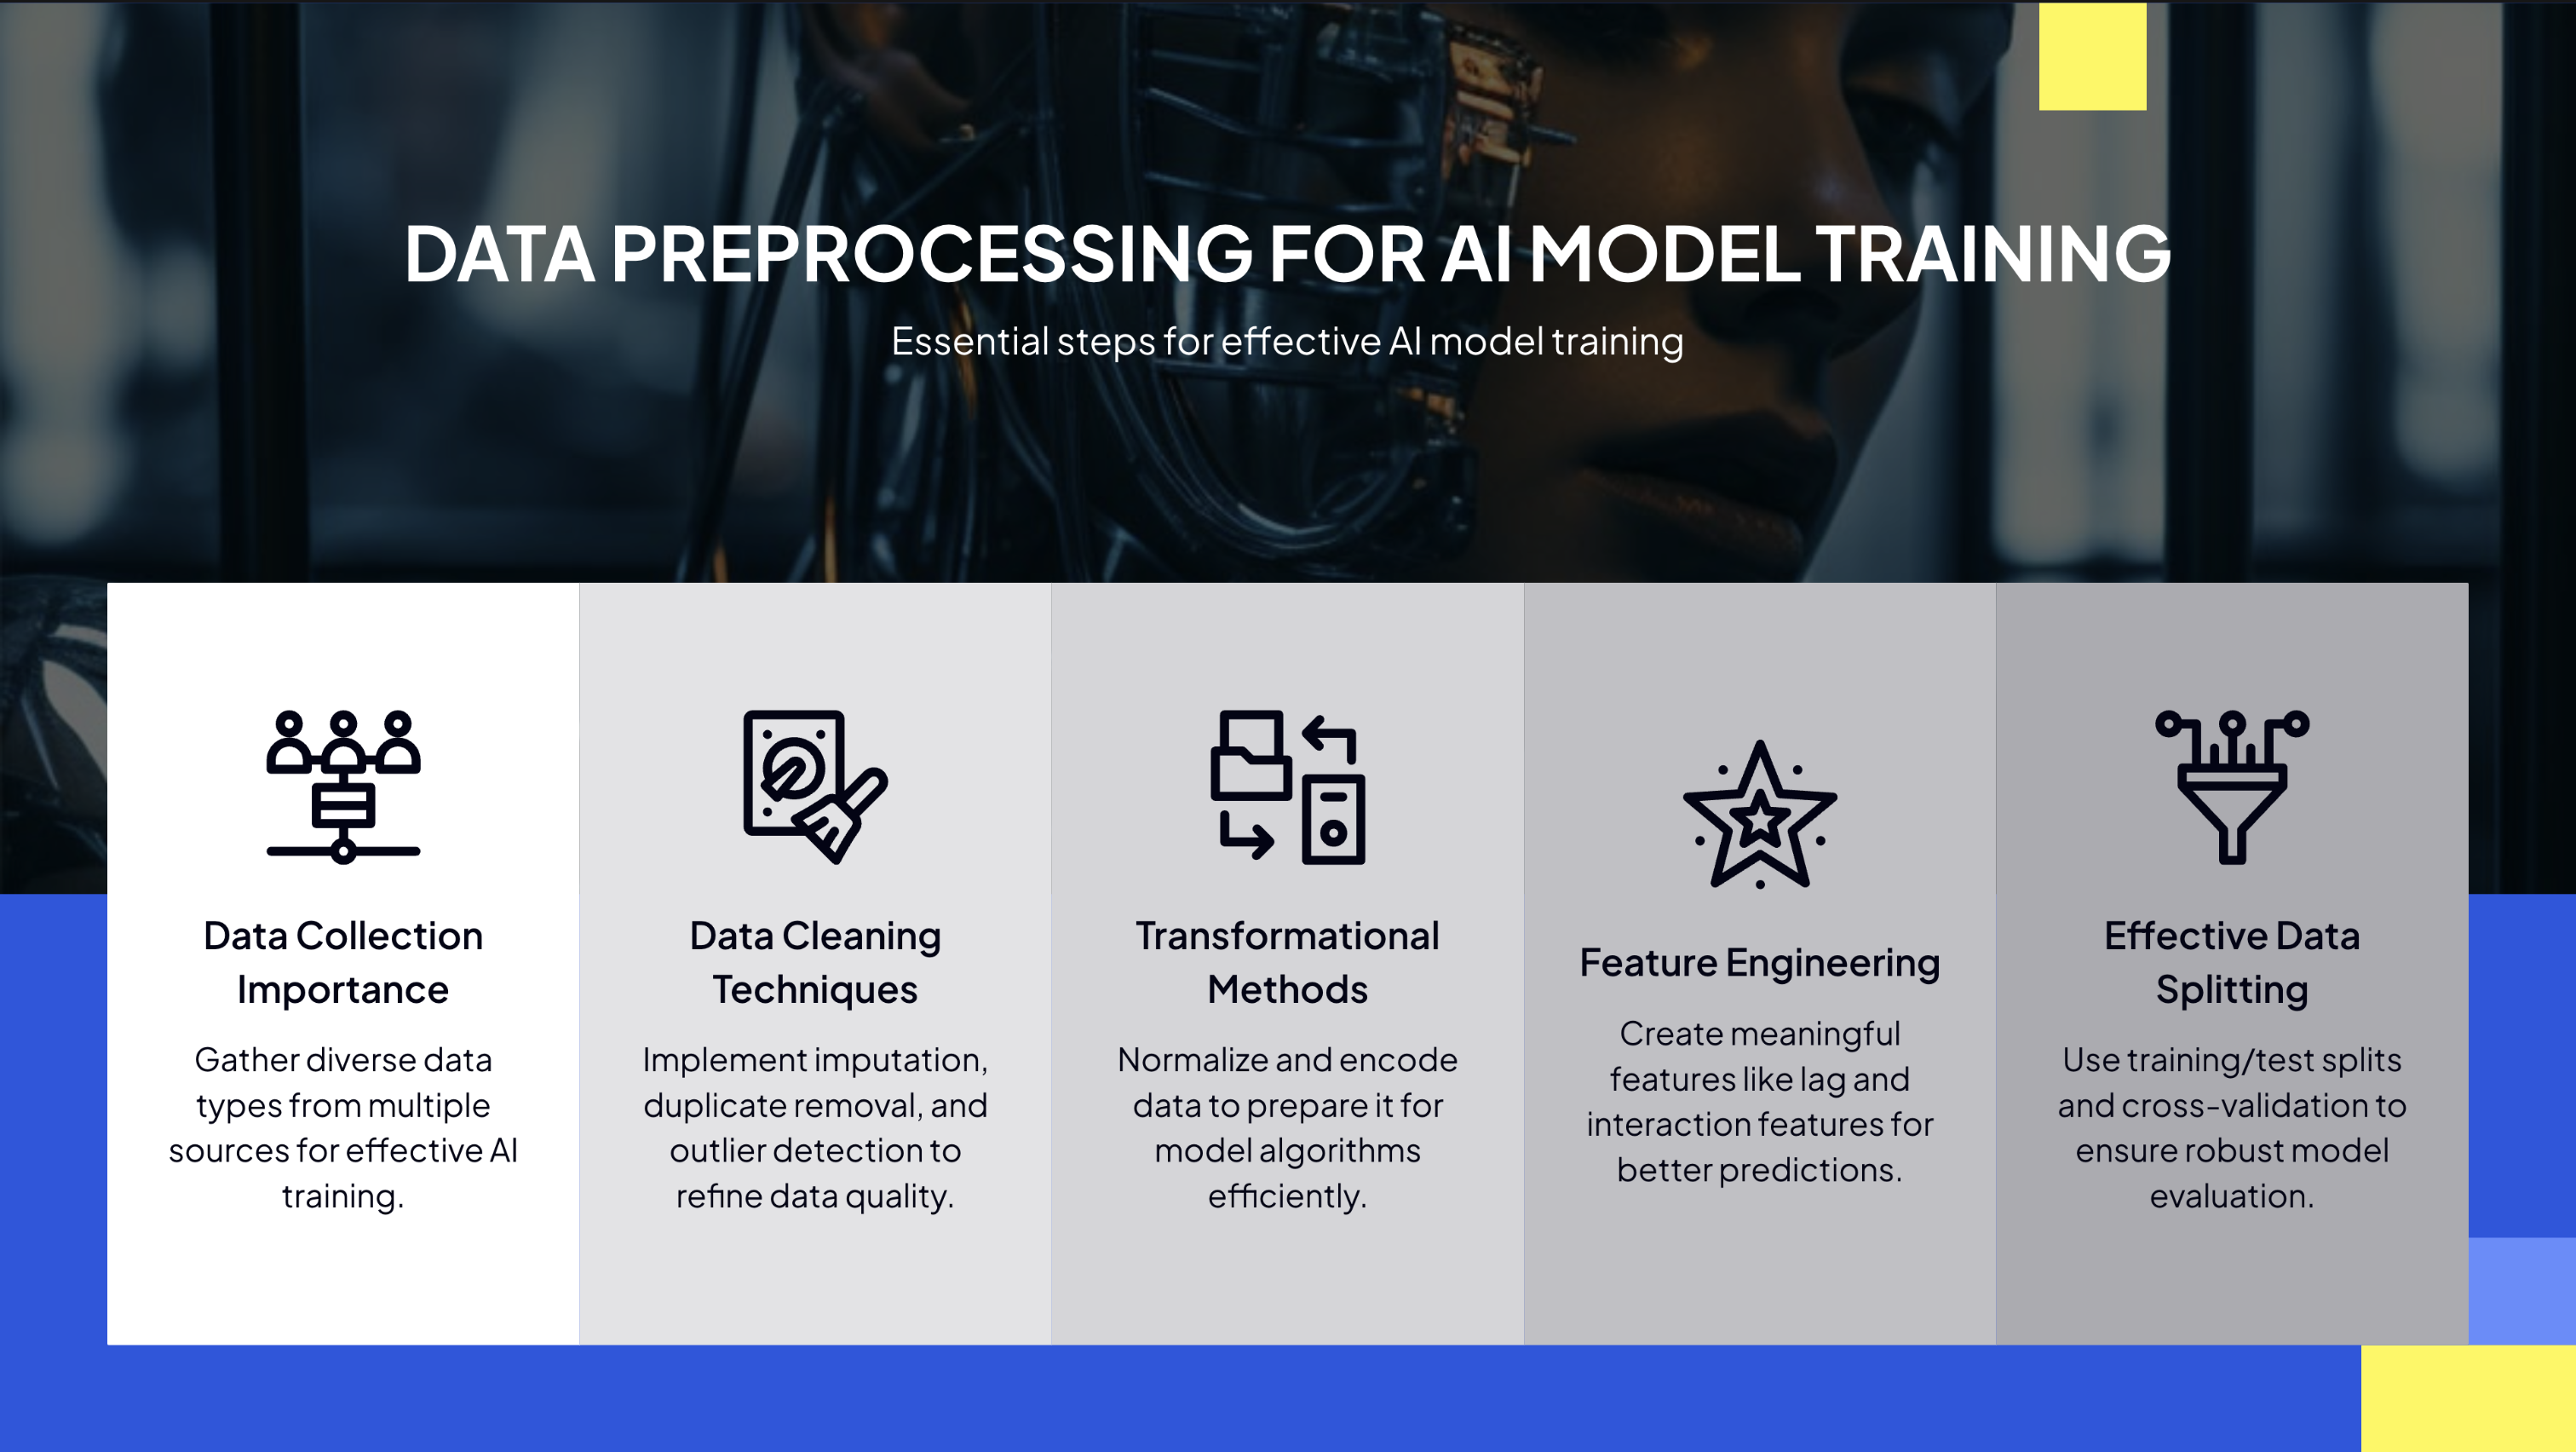 DATA PREPROCESSING FOR AI MODEL TRAINING
Essential steps for effective AI model training
Data Collection
Importance
Gather diverse data
types from multiple
sources for effective AI
training.
Data Cleaning
Techniques
Implement imputation,
duplicate removal, and
outlier detection to
refine data quality.
Transformational
Methods
Normalize and encode
data to prepare it for
model algorithms
efficiently.
Feature Engineering
Create meaningful
features like lag and
interaction features for
better predictions.
Effective Data
Splitting
Use training/test splits
and cross-validation to
ensure robust model
evaluation.